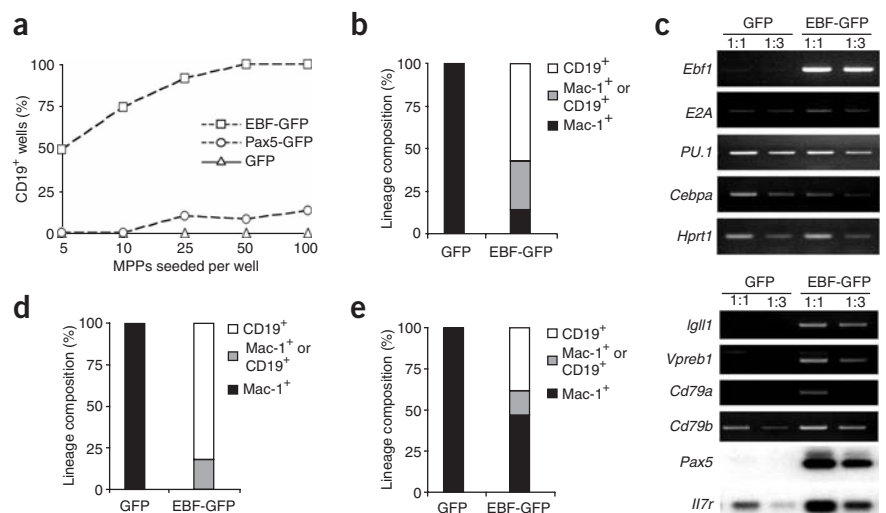 a
CD19+ wells (%)
100
75
50
25
0
5 10 25 50 100
MPPs seeded per well
EBF-GFP
Pax5-GFP
GFP
b
Lineage composition (%)
100
75
50
25
0
GFP EBF-GFP
CD19+
Mac-1+ or
CD19+
Mac-1+
c
GFP EBF-GFP
1:1 1:3 1:1 1:3
Ebf1
E2A
PU.1
Cebpa
Hprt1
GFP EBF-GFP
1:1 1:3 1:1 1:3
Igll1
Vpreb1
Cd79a
Cd79b
Pax5
Il7r
d
Lineage composition (%)
100
75
50
25
0
GFP EBF-GFP
CD19+
Mac-1+ or
CD19+
Mac-1+
e
Lineage composition (%)
100
75
50
25
0
GFP EBF-GFP
CD19+
Mac-1+ or
CD19+
Mac-1+